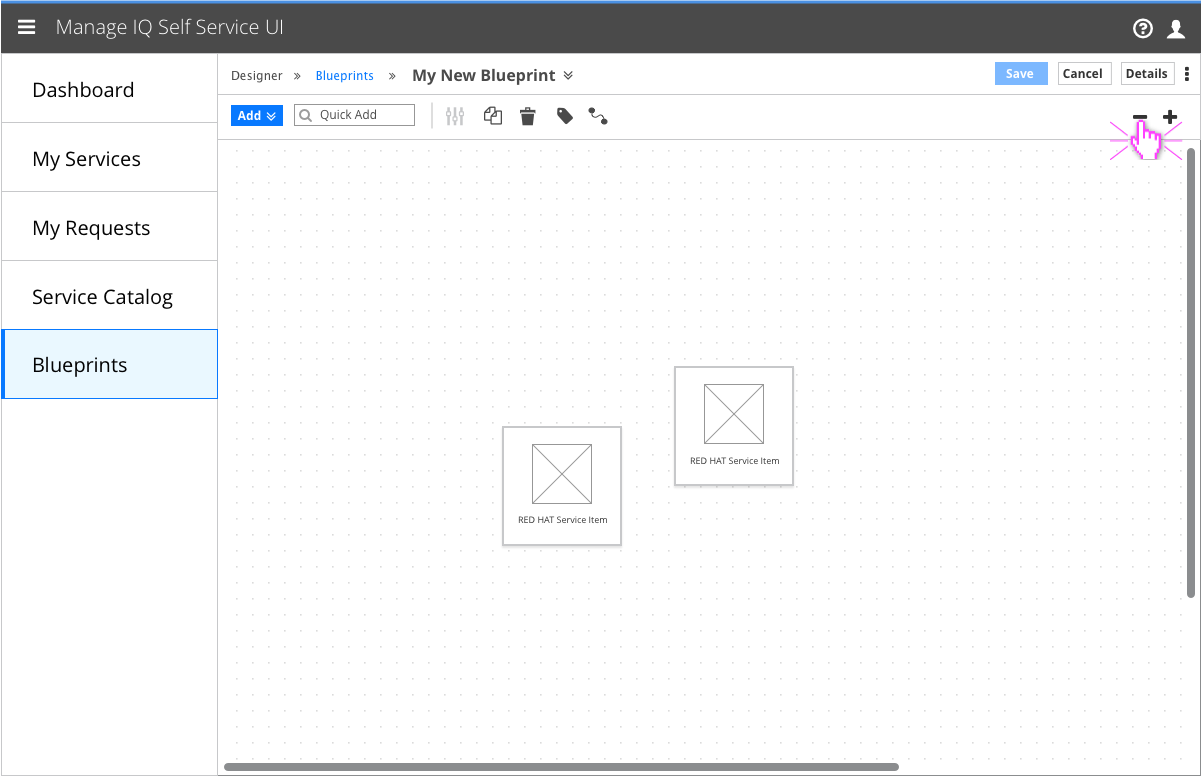 Manage IQ Self Service UI
Dashboard
My Services
My Requests
Service Catalog
Blueprints
Designer » Blueprints » My New Blueprint
Save Cancel Details
Add Quick Add
RED HAT Service Item
RED HAT Service Item